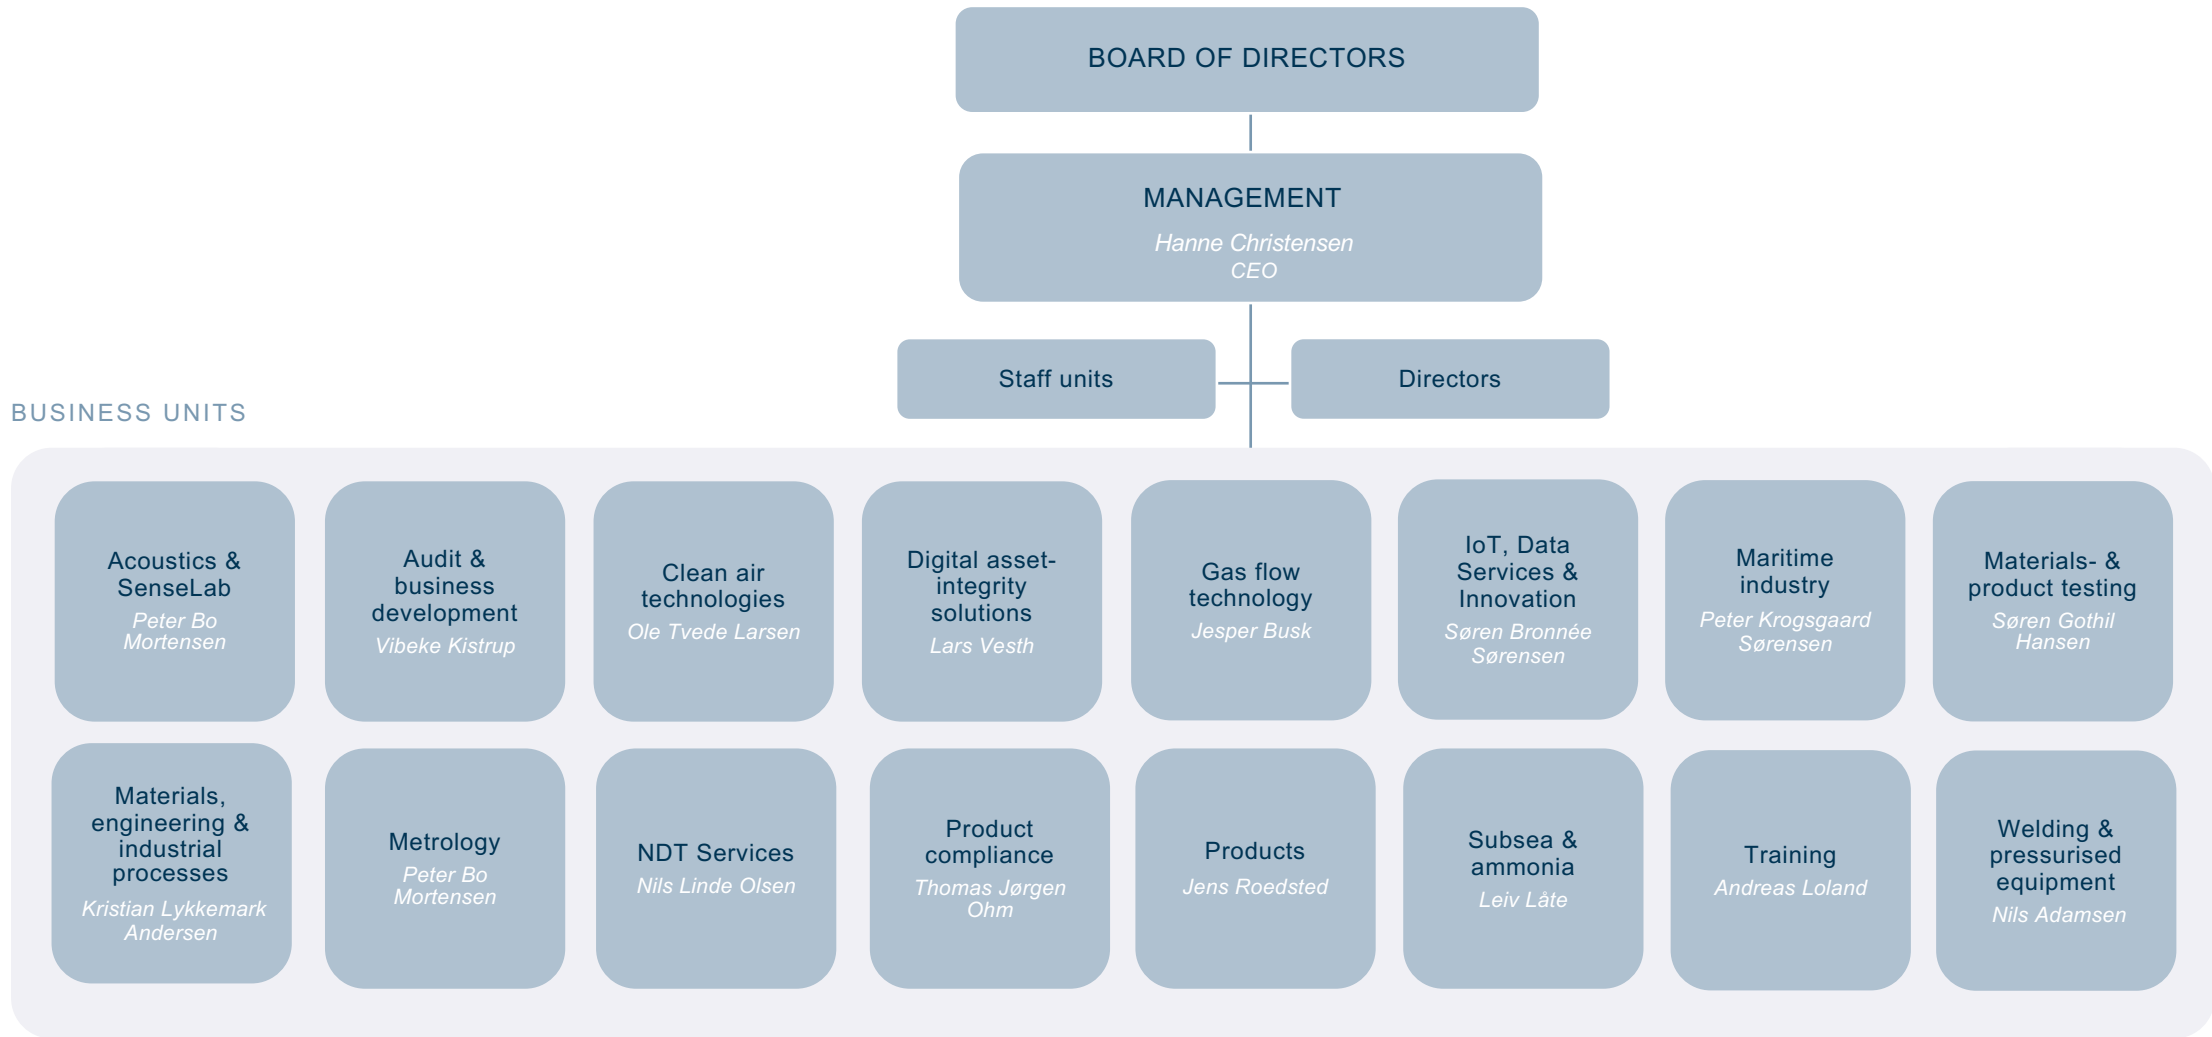 BOARD OF DIRECTORS
MANAGEMENT
Hanne Christensen
CEO
Staff units
Directors
BUSINESS UNITS
Acoustics &
SenseLab
Peter Bo
Mortensen
Audit &
business
development
Vibeke Kistrup
Clean air
technologies
Ole Tvede Larsen
Digital asset-
integrity
solutions
Lars Vesth
Gas flow
technology
Jesper Busk
IoT, Data
Services &
Innovation
Søren Bronnée
Sørensen
Maritime
industry
Peter Krogsgaard
Sørensen
Materials- &
product testing
Søren Gothil
Hansen
Materials,
engineering &
industrial
processes
Kristian Lykkemark
Andersen
Metrology
Peter Bo
Mortensen
NDT Services
Nils Linde Olsen
Product
compliance
Thomas Jørgen
Ohm
Products
Jens Roedsted
Subsea &
ammonia
Leiv Låte
Training
Andreas Loland
Welding &
pressurised
equipment
Nils Adamsen